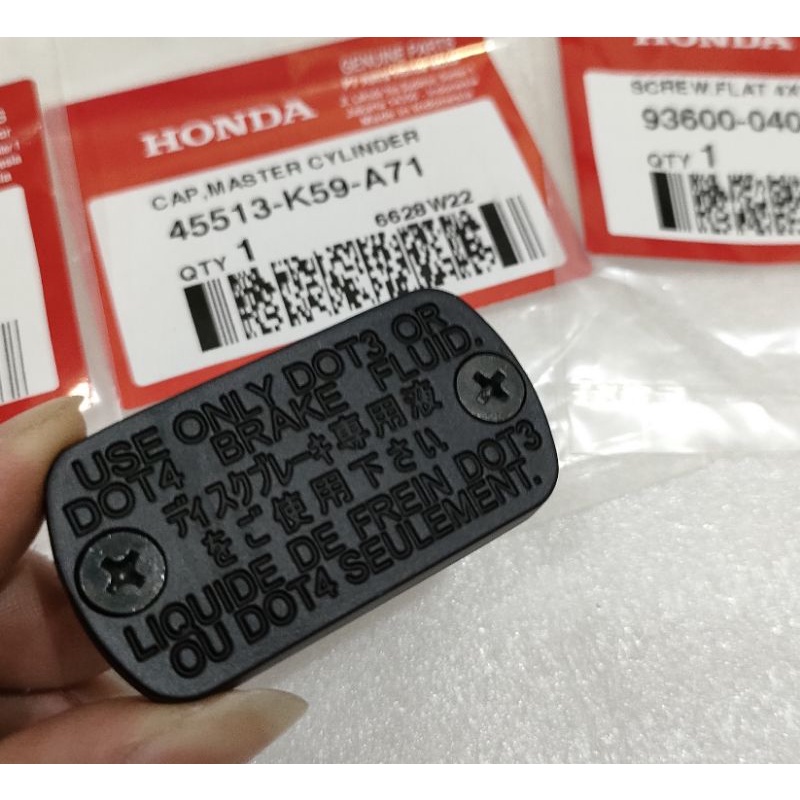 GENUINE PARTS
HONDA
CAP,MASTER CYLINDER
45513-K59-A71
6628W22
QTY 1
HONDA
SCREW,FLAT
93600-040
QTY 1
USE ONLY DOT3 OR
DOT4 BRAKE FLUID.
ディスクブレーキ専用液
をご使用下さい
LIQUIDE DE FREIN DOT3
OU DOT4 SEULEMENT.